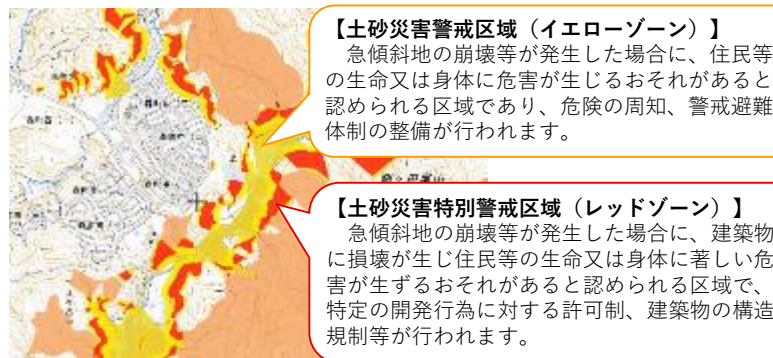 【土砂災害警戒区域（イエローゾーン）】
　急傾斜地の崩壊等が発生した場合に、住民等
の生命又は身体に危害が生じるおそれがあると
認められる区域であり、危険の周知、警戒避難
体制の整備が行われます。
【土砂災害特別警戒区域（レッドゾーン）】
　急傾斜地の崩壊等が発生した場合に、建築物
に損壊が生じ住民等の生命又は身体に著しい危
害が生ずるおそれがあると認められる区域で、
特定の開発行為に対する許可制、建築物の構造
規制等が行われます。